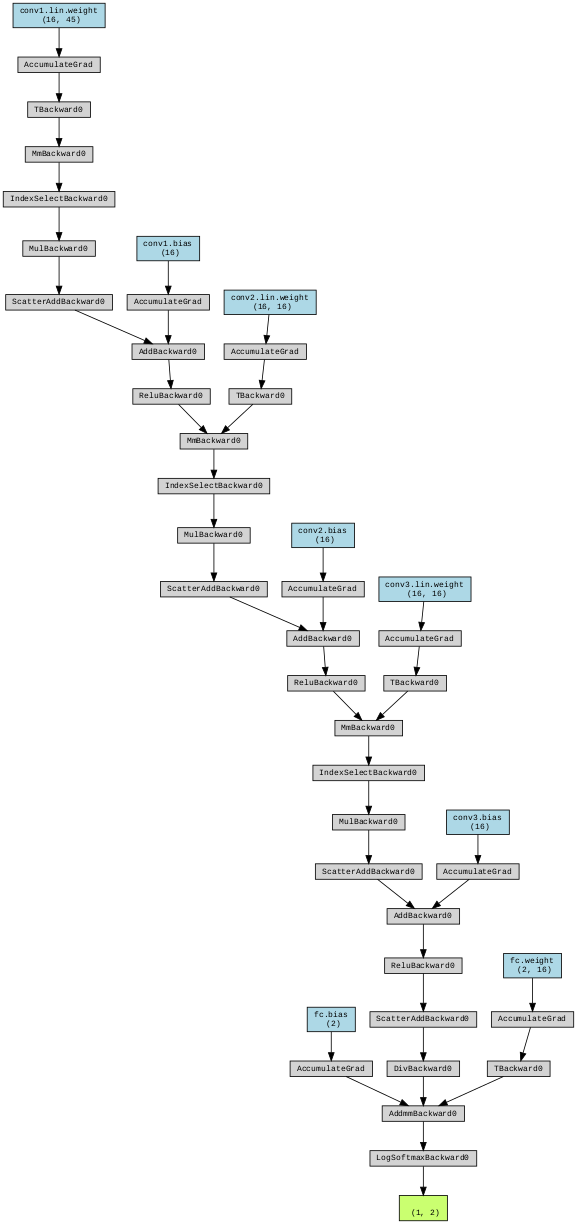 conv1.lin.weight
(16, 45)
AccumulateGrad
TBackward0
MmBackward0
IndexSelectBackward0
MulBackward0
conv1.bias
(16)
ScatterAddBackward0
AccumulateGrad
conv2.lin.weight
(16, 16)
AddBackward0
AccumulateGrad
ReluBackward0
TBackward0
MmBackward0
IndexSelectBackward0
MulBackward0
conv2.bias
(16)
ScatterAddBackward0
AccumulateGrad
conv3.lin.weight
(16, 16)
AddBackward0
AccumulateGrad
ReluBackward0
TBackward0
MmBackward0
IndexSelectBackward0
MulBackward0
conv3.bias
(16)
ScatterAddBackward0
AccumulateGrad
AddBackward0
ReluBackward0
fc.weight
(2, 16)
fc.bias
(2)
ScatterAddBackward0
AccumulateGrad
AccumulateGrad
DivBackward0
TBackward0
AddmmBackward0
LogSoftmaxBackward0
(1, 2)